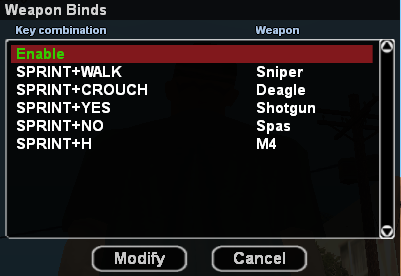 Weapon Binds
Key combination Weapon
Enable
SPRINT+WALK Sniper
SPRINT+CROUCH Deagle
SPRINT+YES Shotgun
SPRINT+NO Spas
SPRINT+H M4
Modify Cancel